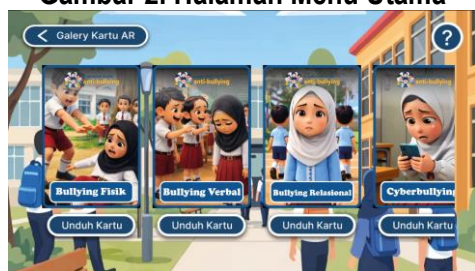 Gambar 2. Halaman Menu Utama
< Galery Kartu AR
?
anti-bullying
anti-bullying
anti-bullying
anti-bullying
Bullying Fisik
Bullying Verbal
Bullying Relasional
Cyberbullying
Unduh Kartu
Unduh Kartu
Unduh Kartu
Unduh Kartu